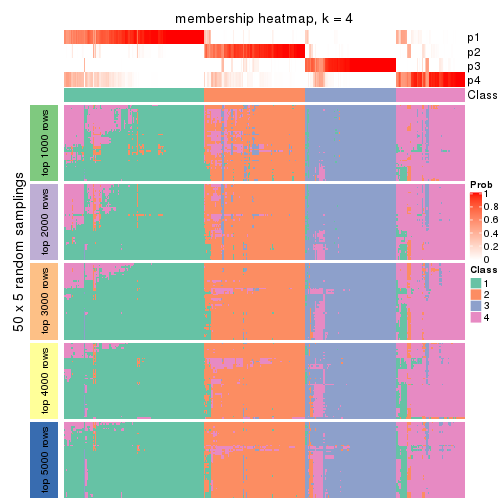 membership heatmap, k = 4
p1
p2
p3
p4
Class
50 x 5 random samplings
top 1000 rows
top 2000 rows
top 3000 rows
top 4000 rows
top 5000 rows
Prob
1
0.8
0.6
0.4
0.2
0
Class
1
2
3
4